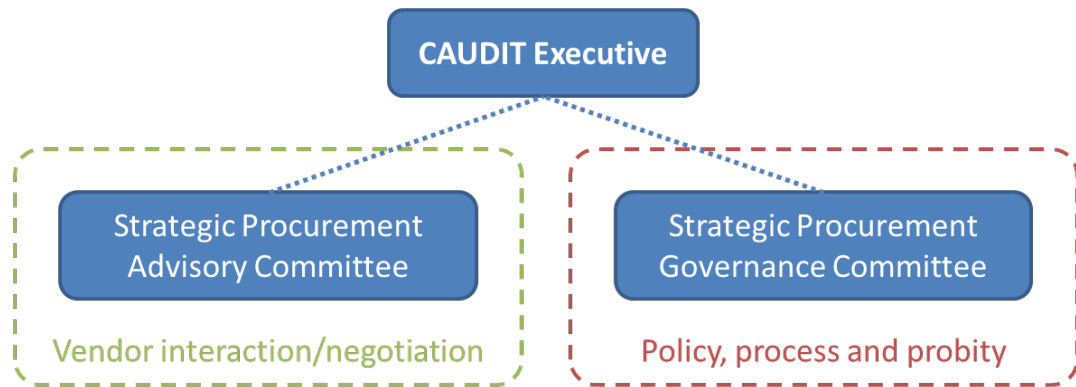 CAUDIT Executive
Strategic Procurement
Advisory Committee
Strategic Procurement
Governance Committee
Vendor interaction/negotiation
Policy, process and probity